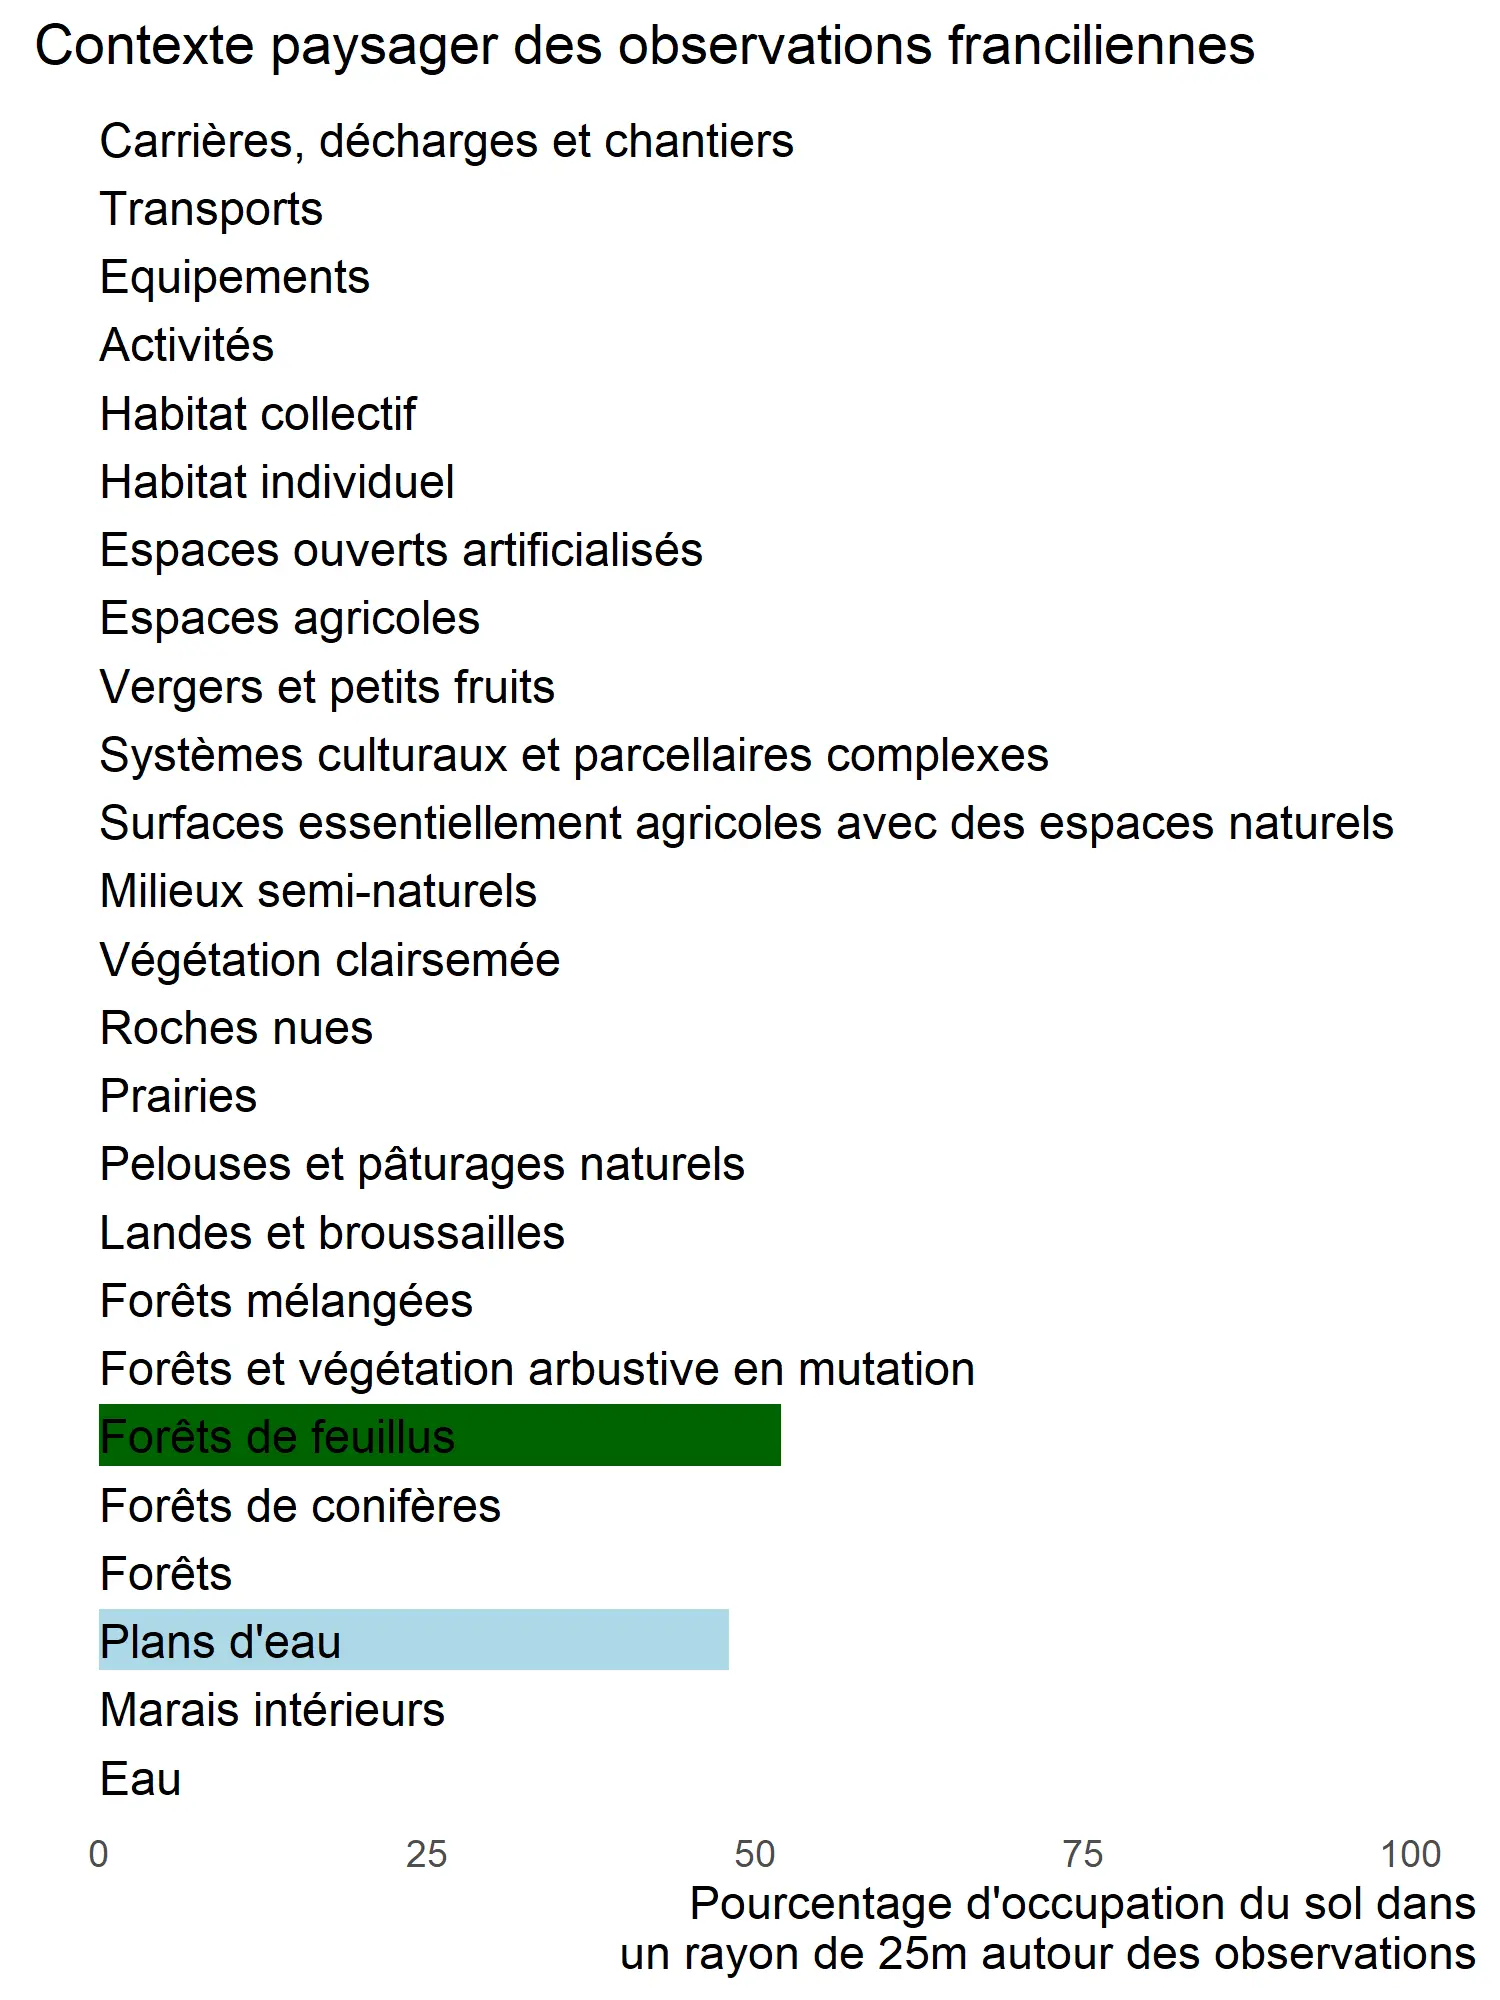 Contexte paysager des observations franciliennes
Carrières, décharges et chantiers
Transports
Equipements
Activités
Habitat collectif
Habitat individuel
Espaces ouverts artificialisés
Espaces agricoles
Vergers et petits fruits
Systèmes culturaux et parcellaires complexes
Surfaces essentiellement agricoles avec des espaces naturels
Milieux semi-naturels
Végétation clairsemée
Roches nues
Prairies
Pelouses et pâturages naturels
Landes et broussailles
Forêts mélangées
Forêts et végétation arbustive en mutation
Forêts de feuillus
Forêts de conifères
Forêts
Plans d'eau
Marais intérieurs
Eau
0 25 50 75 100
Pourcentage d'occupation du sol dans
un rayon de 25m autour des observations